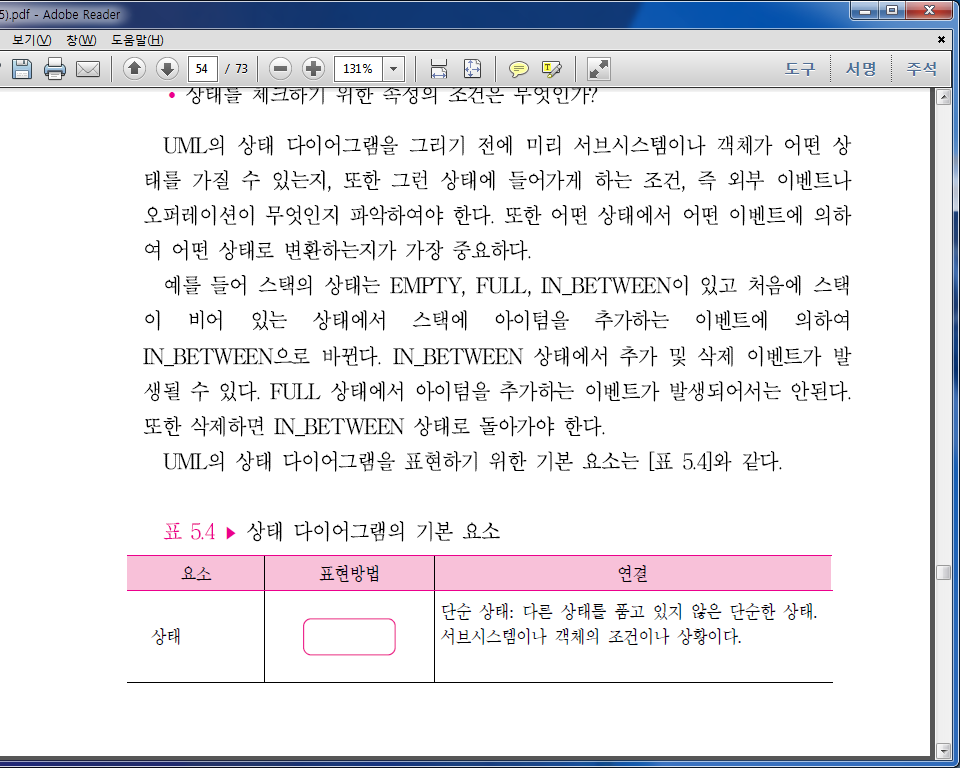 5).pdf - Adobe Reader
보기(V) 창(W) 도움말(H)
54 / 73 131% 도구 서명 주석
• 상태를 체크하기 위한 속성의 조건은 무엇인가?
UML의 상태 다이어그램을 그리기 전에 미리 서브시스템이나 객체가 어떤 상
태를 가질 수 있는지, 또한 그런 상태에 들어가게 하는 조건, 즉 외부 이벤트나
오퍼레이션이 무엇인지 파악하여야 한다. 또한 어떤 상태에서 어떤 이벤트에 의하
여 어떤 상태로 변환하는지가 가장 중요하다.
예를 들어 스택의 상태는 EMPTY, FULL, IN_BETWEEN이 있고 처음에 스택
이 비어 있는 상태에서 스택에 아이텀을 추가하는 이벤트에 의하여
IN_BETWEEN으로 바뀐다. IN_BETWEEN 상태에서 추가 및 삭제 이벤트가 발
생될 수 있다. FULL 상태에서 아이텀을 추가하는 이벤트가 발생되어서는 안된다.
또한 삭제하면 IN_BETWEEN 상태로 돌아가야 한다.
UML의 상태 다이어그램을 표현하기 위한 기본 요소는 [표 5.4]와 같다.
표 5.4 ▶ 상태 다이어그램의 기본 요소
요소 표현방법 연결
상태 단순 상태: 다른 상태를 품고 있지 않은 단순한 상태.
서브시스템이나 객체의 조건이나 상황이다.